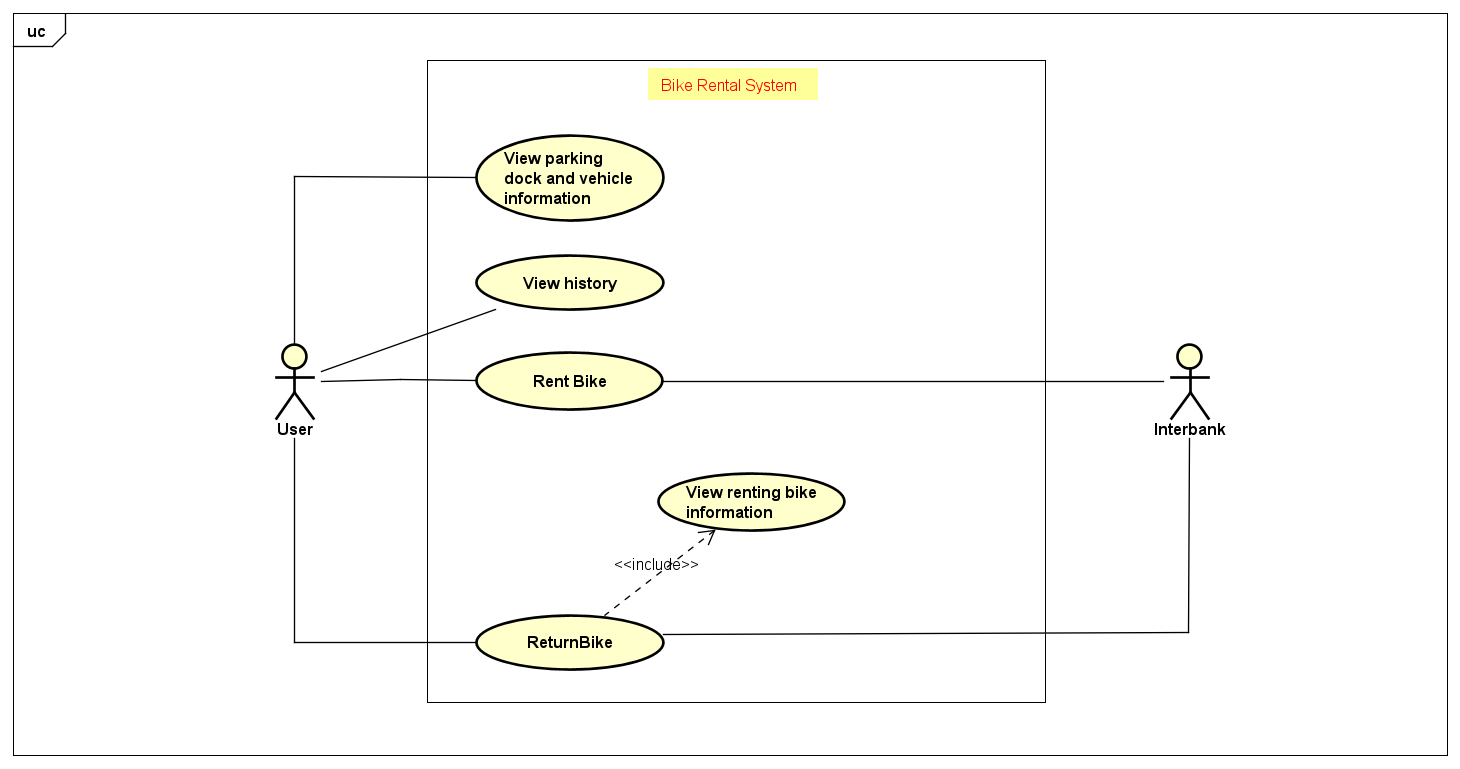 uc
Bike Rental System
View parking
dock and vehicle
information
View history
Rent Bike
User
Interbank
View renting bike
information
<<include>>
ReturnBike